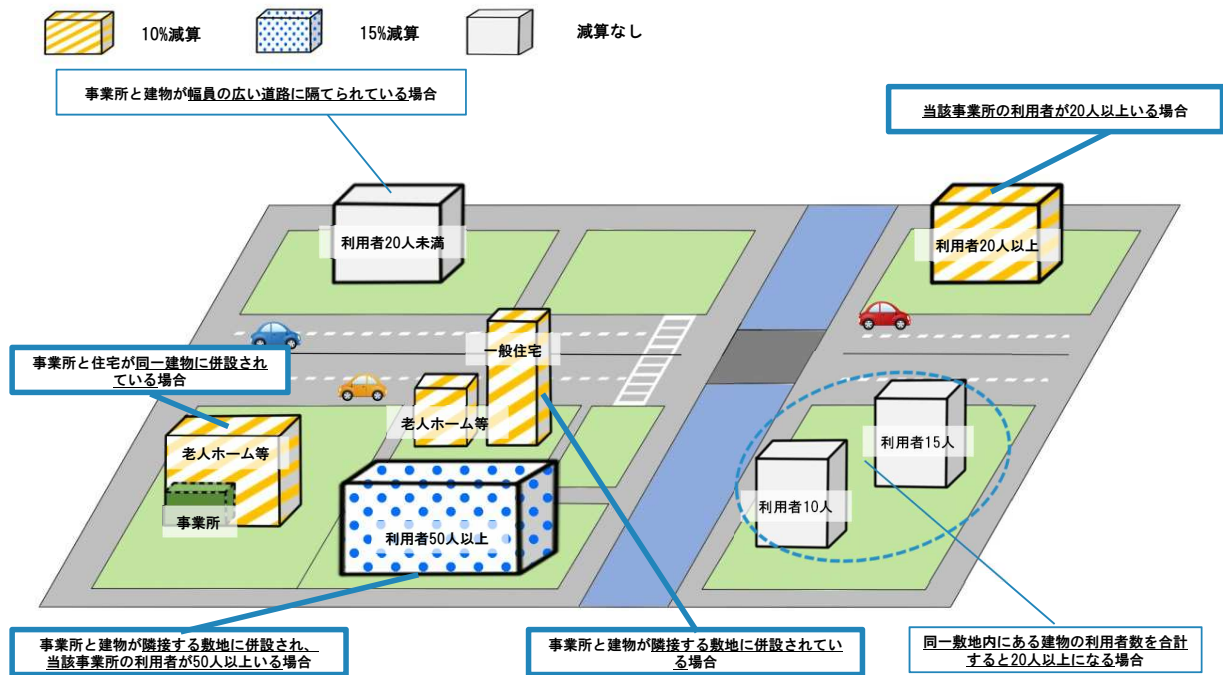 10%減算
15%減算
減算なし
事業所と建物が幅員の広い道路に隔てられている場合
当該事業所の利用者が20人以上いる場合
利用者20人未満
利用者20人以上
一般住宅
事業所と住宅が同一建物に併設され
ている場合
老人ホーム等
老人ホーム等
利用者15人
事業所
利用者10人
利用者50人以上
事業所と建物が隣接する敷地に併設され、
当該事業所の利用者が50人以上いる場合
事業所と建物が隣接する敷地に併設されてい
る場合
同一敷地内にある建物の利用者数を合計
すると20人以上になる場合